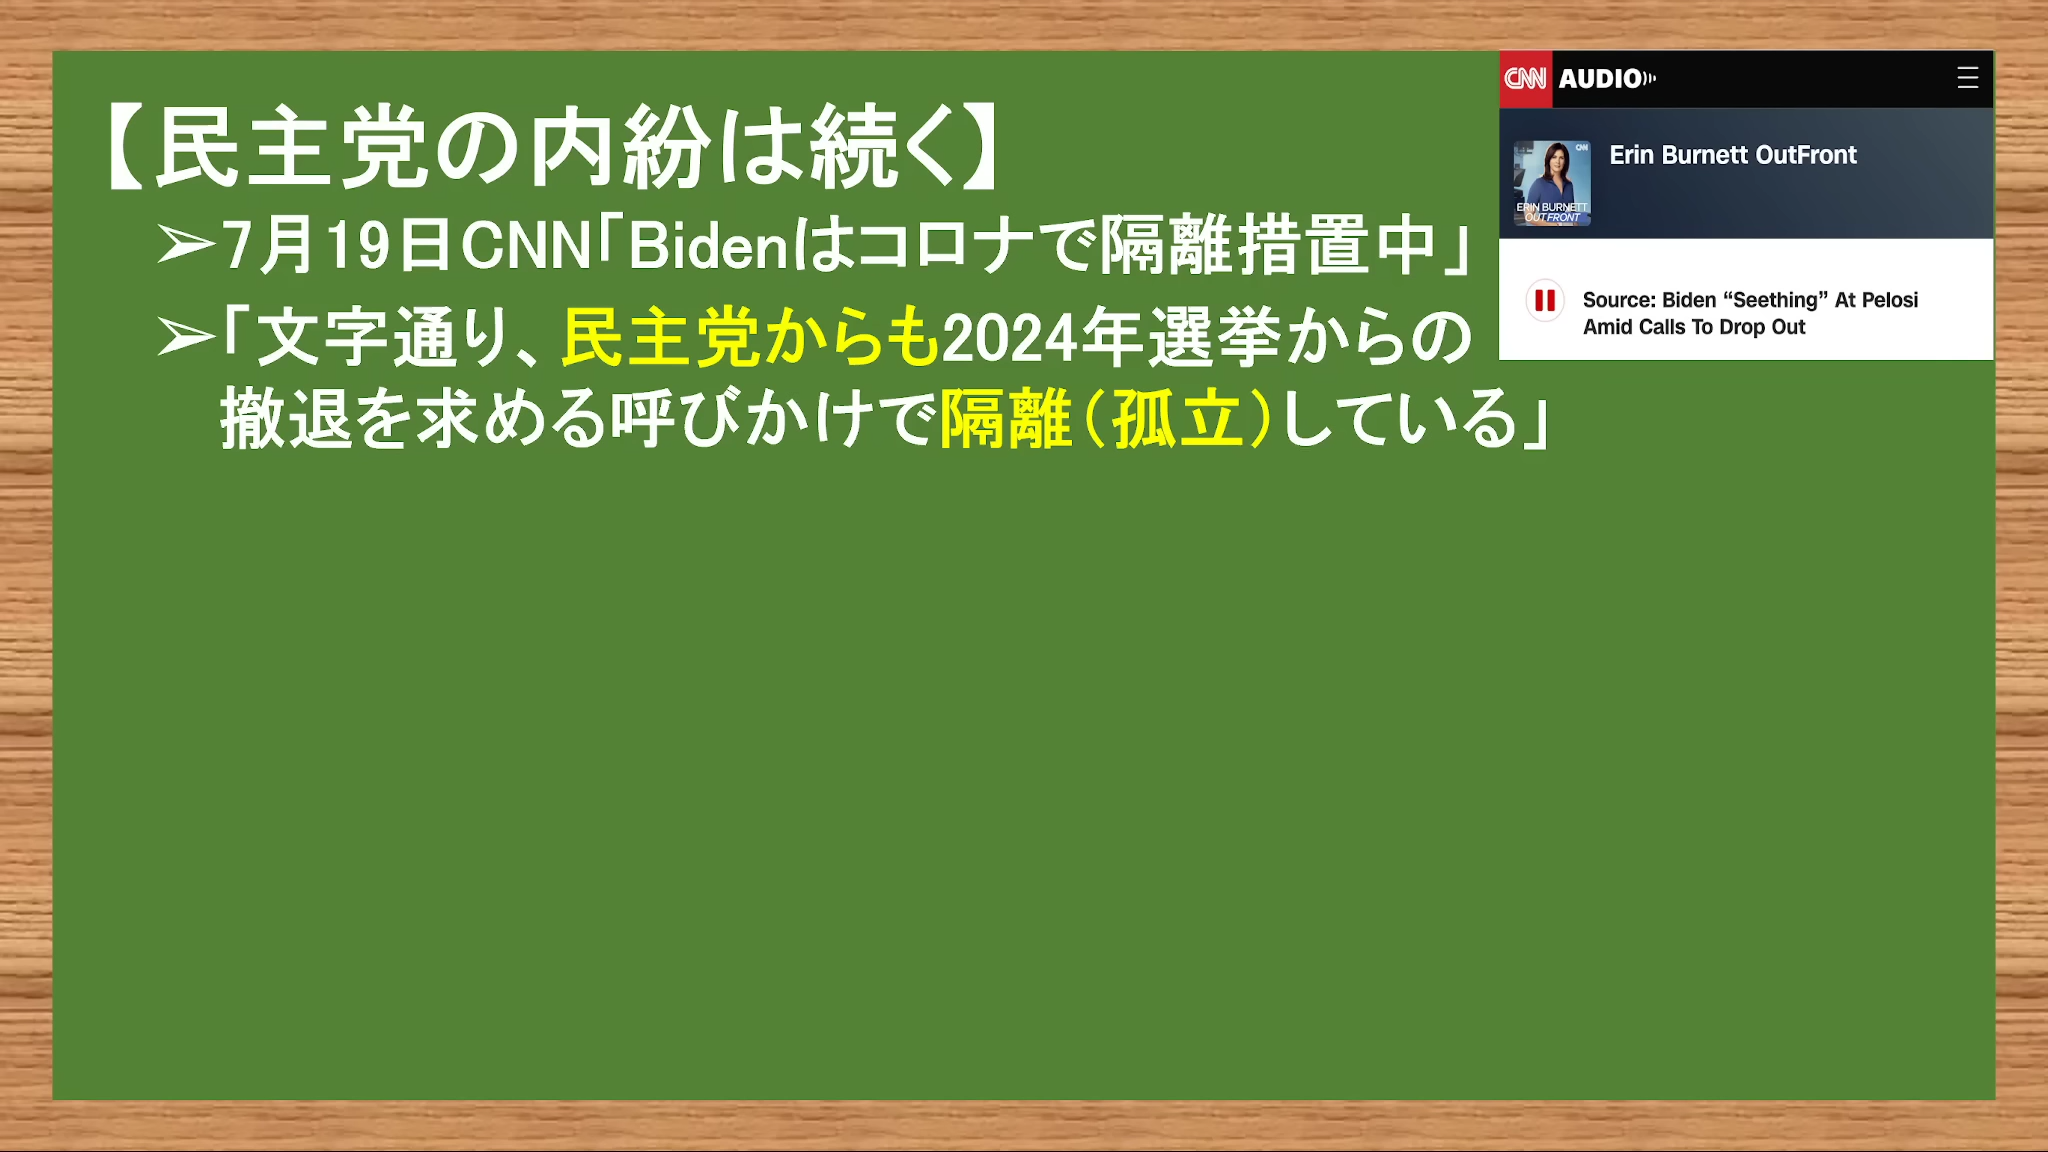 【民主党の内紛は続く】
➢7月19日CNN「Bidenはコロナで隔離措置中」
➢「文字通り、民主党からも2024年選挙からの
撤退を求める呼びかけで隔離（孤立）している」
CNN AUDIO
Erin Burnett OutFront
CNN
ERIN BURNETT
OUTFRONT
Source: Biden “Seething” At Pelosi
Amid Calls To Drop Out